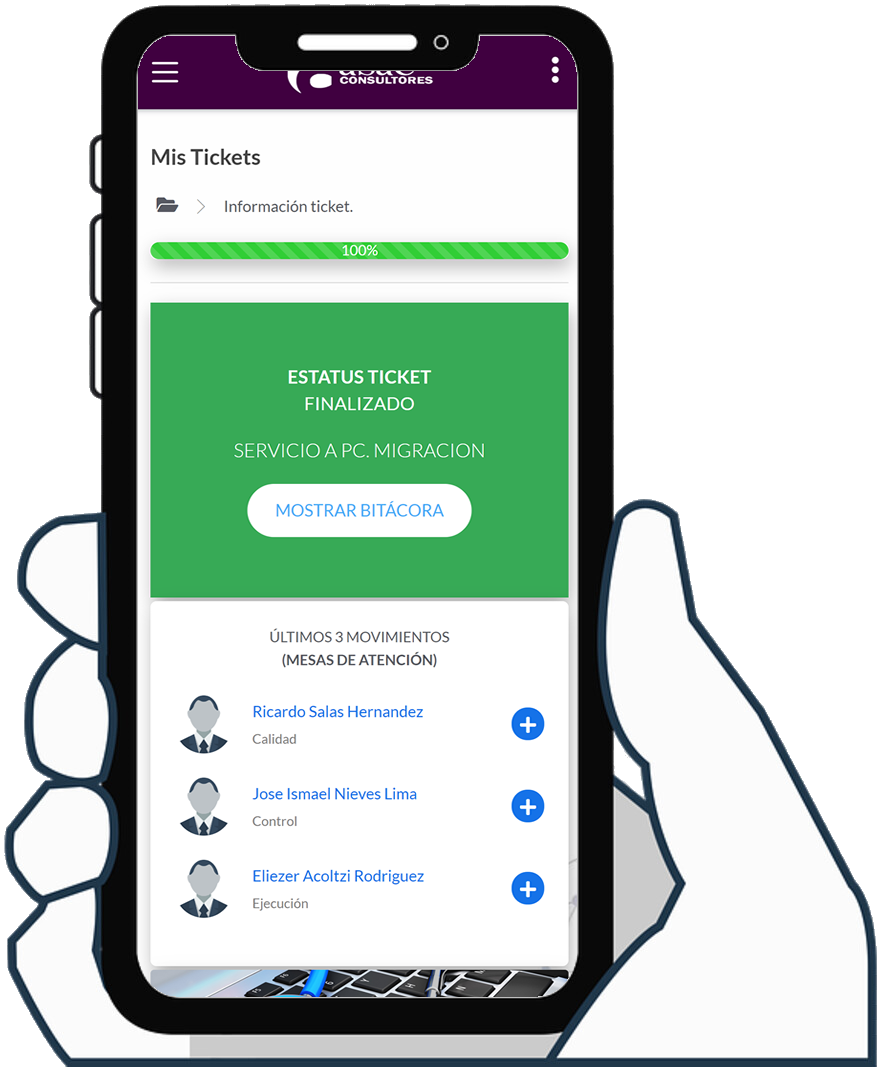 CONSULTORES
Mis Tickets
Información ticket.
100%
ESTATUS TICKET
FINALIZADO
SERVICIO A PC. MIGRACION
MOSTRAR BITÁCORA
ÚLTIMOS 3 MOVIMIENTOS
(MESAS DE ATENCIÓN)
Ricardo Salas Hernandez
Calidad
Jose Ismael Nieves Lima
Control
Eliezer Acoltzi Rodriguez
Ejecución